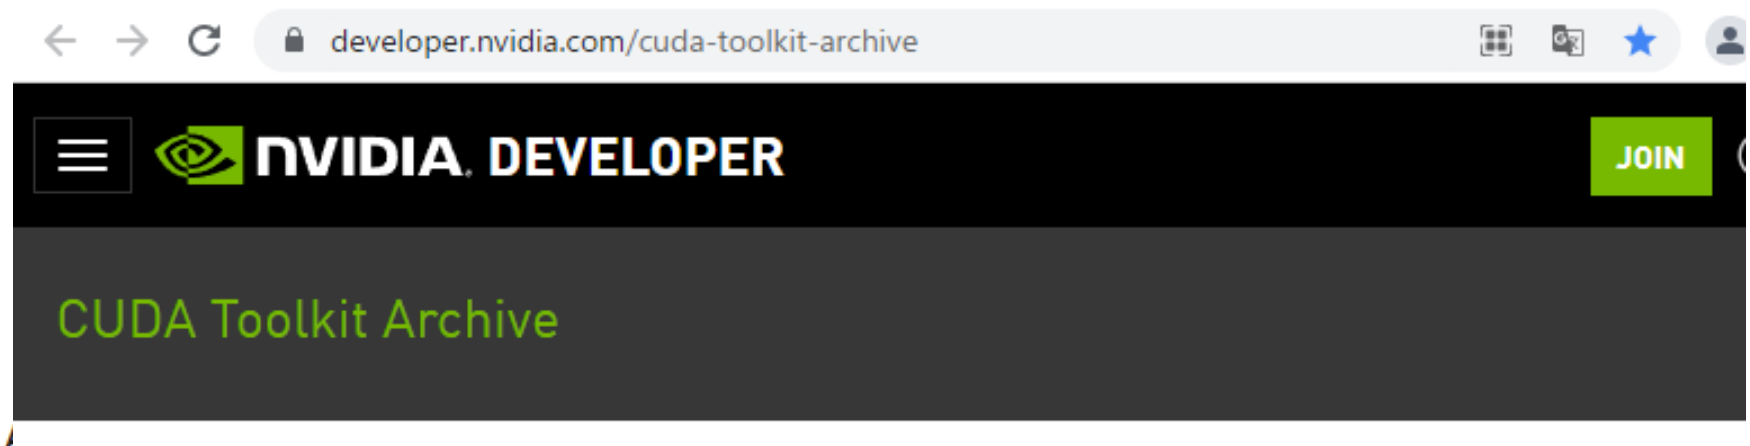 developer.nvidia.com/cuda-toolkit-archive
NVIDIA. DEVELOPER
JOIN
CUDA Toolkit Archive